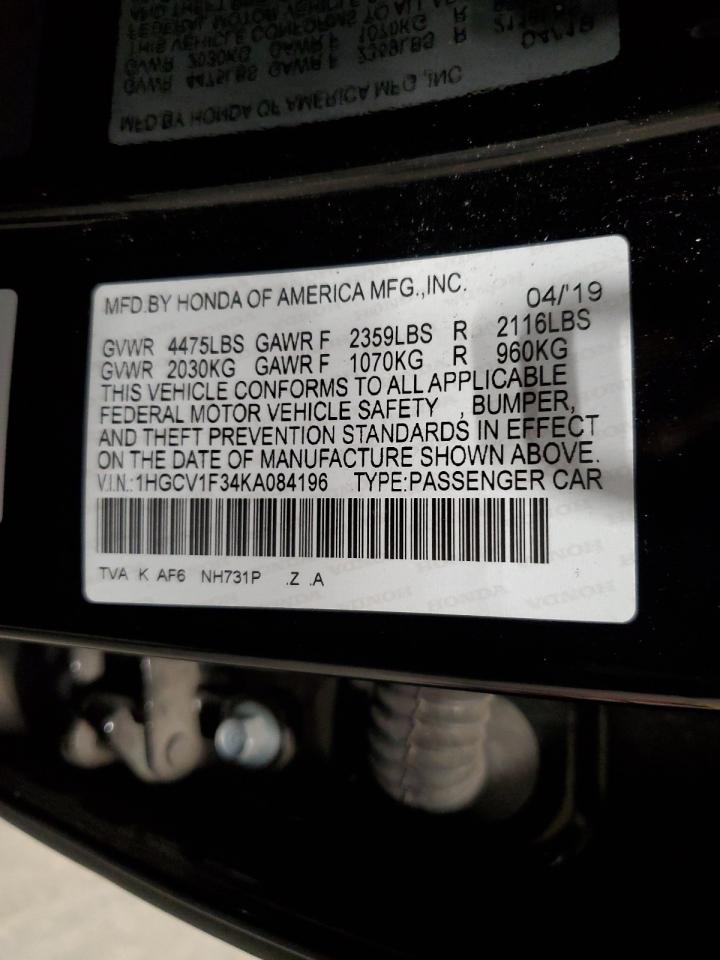 MFD.BY HONDA OF AMERICA MFG.,INC. 04/'19
GVWR 4475LBS GAWR F 2359LBS R 2116LBS
GVWR 2030KG GAWR F 1070KG R 960KG
THIS VEHICLE CONFORMS TO ALL APPLICABLE
FEDERAL MOTOR VEHICLE SAFETY , BUMPER,
AND THEFT PREVENTION STANDARDS IN EFFECT
ON THE DATE OF MANUFACTURE SHOWN ABOVE.
V.I.N.:1HGCV1F34KA084196 TYPE:PASSENGER CAR
TVA K AF6 NH731P .Z .A